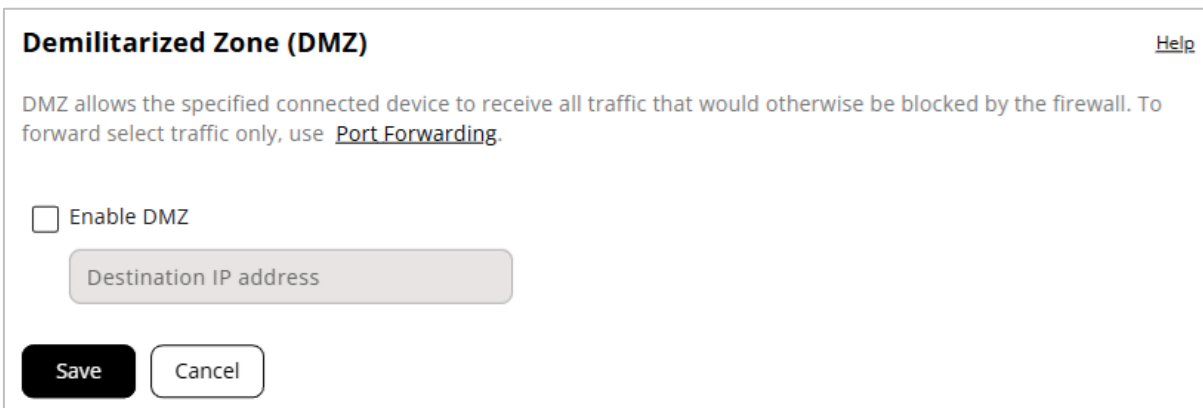 Demilitarized Zone (DMZ)
Help
DMZ allows the specified connected device to receive all traffic that would otherwise be blocked by the firewall. To
forward select traffic only, use Port Forwarding.
Enable DMZ
Destination IP address
Save
Cancel